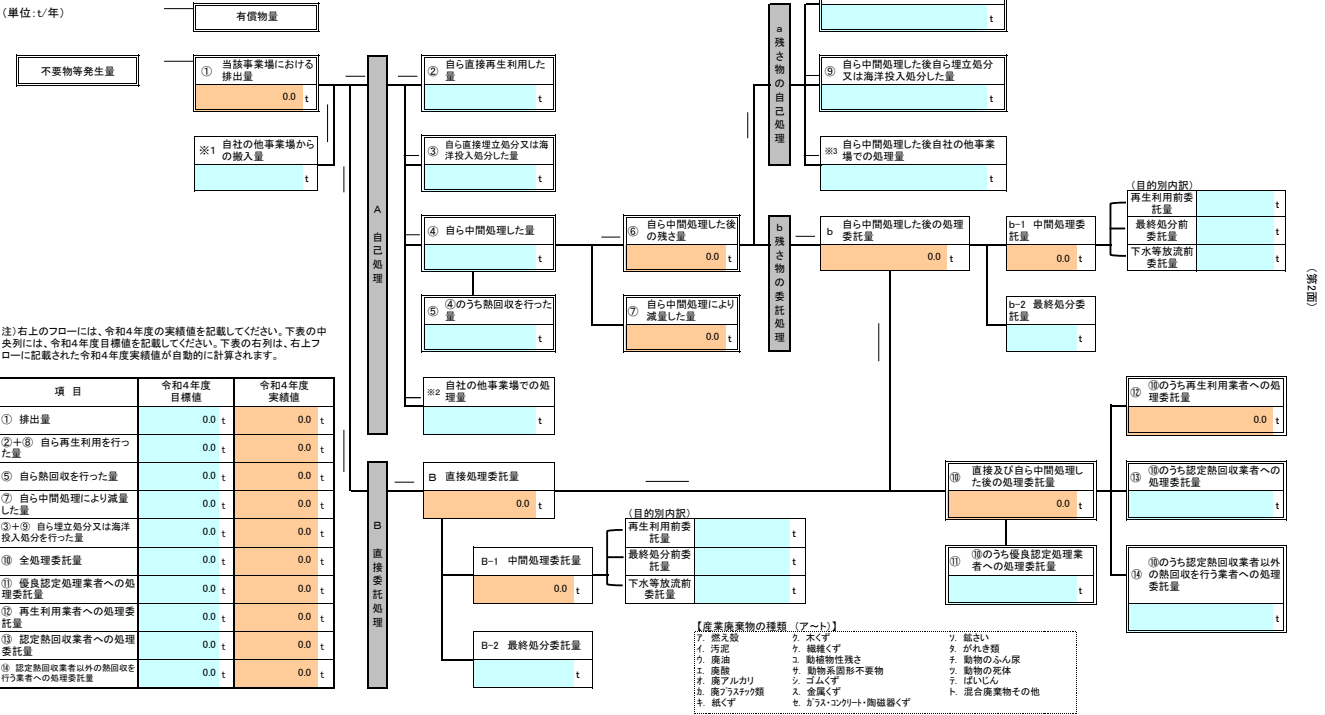 (単位:t/年)
有償物量
不要物等発生量
① 当該事業場における
排出量
0.0 t
※1 自社の他事業場から
の搬入量
t
A 自己処理
② 自ら直接再生利用した
量
t
③ 自ら直接埋立処分又は海
洋投入処分した量
t
④ 自ら中間処理した量
t
⑤ ④のうち熱回収を行った
量
t
※2 自社の他事業場での処
理量
t
⑥ 自ら中間処理した後
の残さ量
0.0 t
⑦ 自ら中間処理により
減量した量
0.0 t
a 残さ物の自己処理
t
⑨ 自ら中間処理した後自ら埋立処分
又は海洋投入処分した量
t
※3 自ら中間処理した後自社の他事業
場での処理量
t
b 残さ物の委託処理
b 自ら中間処理した後の処理
委託量
0.0 t
b-1 中間処理委
託量
0.0 t
b-2 最終処分委
託量
t
(目的別内訳)
再生利用前委
託量
t
最終処分前
委託量
t
下水等放流前
委託量
t
(第2面)
注)右上のフローには、令和4年度の実績値を記載してください。下表の中
央列には、令和4年度目標値を記載してください。下表の右列は、右上フ
ローに記載された令和4年度実績値が自動的に計算されます。
項 目 令和4年度
目標値 令和4年度
実績値
① 排出量 0.0 t 0.0 t
②+⑧ 自ら再生利用を行っ
た量 0.0 t 0.0 t
⑤ 自ら熱回収を行った量 0.0 t 0.0 t
⑦ 自ら中間処理により減量
した量 0.0 t 0.0 t
③+⑨ 自ら埋立処分又は海洋
投入処分を行った量 0.0 t 0.0 t
⑩ 全処理委託量 0.0 t 0.0 t
⑪ 優良認定処理業者への処
理委託量 0.0 t 0.0 t
⑫ 再生利用業者への処理委
託量 0.0 t 0.0 t
⑬ 認定熱回収業者への処理
委託量 0.0 t 0.0 t
⑭ 認定熱回収業者以外の熱回収を
行う業者への処理委託量 0.0 t 0.0 t
B 直接委託処理
B 直接処理委託量
0.0 t
B-1 中間処理委託量
0.0 t
B-2 最終処分委託量
t
(目的別内訳)
再生利用前委
託量
t
最終処分前委
託量
t
下水等放流前
委託量
t
⑩ 直接及び自ら中間処理し
た後の処理委託量
0.0 t
⑪ ⑩のうち優良認定処理業
者への処理委託量
t
⑫ ⑩のうち再生利用業者への処
理委託量
0.0 t
⑬ ⑩のうち認定熱回収業者への
処理委託量
t
⑭ ⑩のうち認定熱回収業者以外
の熱回収を行う業者への処理
委託量
t
【産業廃棄物の種類 (ア～ト)】
ア. 燃え殻 ク. 木くず ソ. 鉱さい
イ. 汚泥 ケ. 繊維くず タ. がれき類
ウ. 廃油 コ. 動植物性残さ チ. 動物のふん尿
エ. 廃酸 サ. 動物系固形不要物 ツ. 動物の死体
オ. 廃アルカリ シ. ゴムくず テ. ばいじん
カ. 廃プラスチック類 ス. 金属くず ト. 混合廃棄物その他
キ. 紙くず セ. ガラス・コンクリート・陶磁器くず